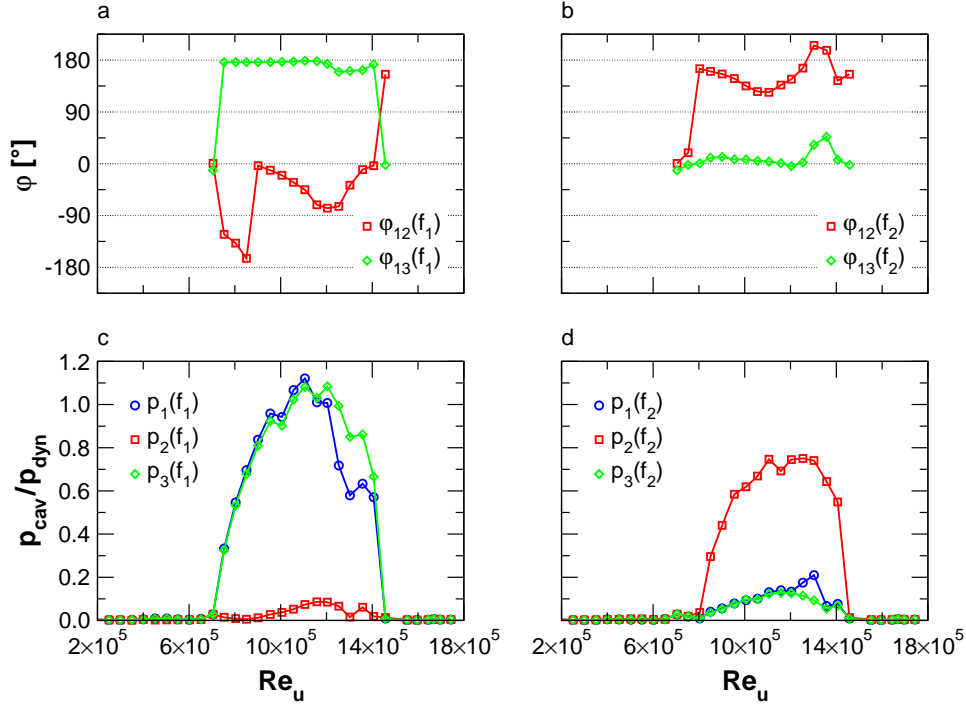 a
b
φ [°]
180
90
0
-90
-180
φ12(f1)
φ13(f1)
φ12(f2)
φ13(f2)
c
d
pcav/pdyn
1.2
1.0
0.8
0.6
0.4
0.2
0.0
p1(f1)
p2(f1)
p3(f1)
p1(f2)
p2(f2)
p3(f2)
2×10^5 6×10^5 10×10^5 14×10^5 18×10^5
2×10^5 6×10^5 10×10^5 14×10^5 18×10^5
Reu
Reu